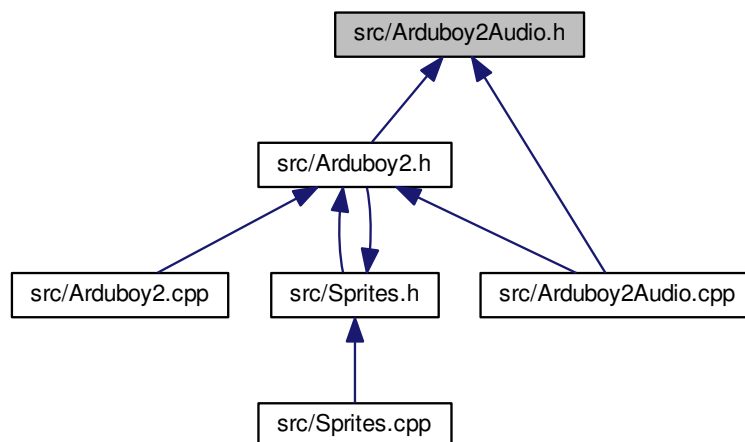 src/Arduboy2Audio.h
src/Arduboy2.h
src/Arduboy2.cpp
src/Sprites.h
src/Arduboy2Audio.cpp
src/Sprites.cpp